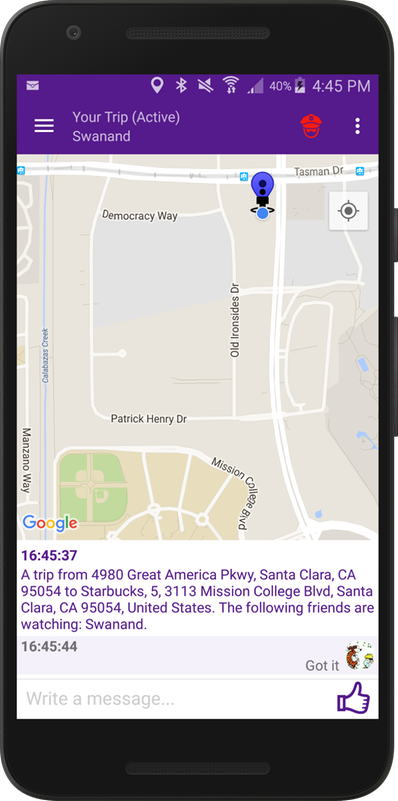 40% 4:45 PM
Your Trip (Active)
Swanand
Tasman Dr
Democracy Way
Old Ironsides Dr
Calabazas Creek
Patrick Henry Dr
Manzano Way
Mission College Blvd
Google
16:45:37
A trip from 4980 Great America Pkwy, Santa Clara, CA
95054 to Starbucks, 5, 3113 Mission College Blvd, Santa
Clara, CA 95054, United States. The following friends are
watching: Swanand.
16:45:44
Got it
Write a message...